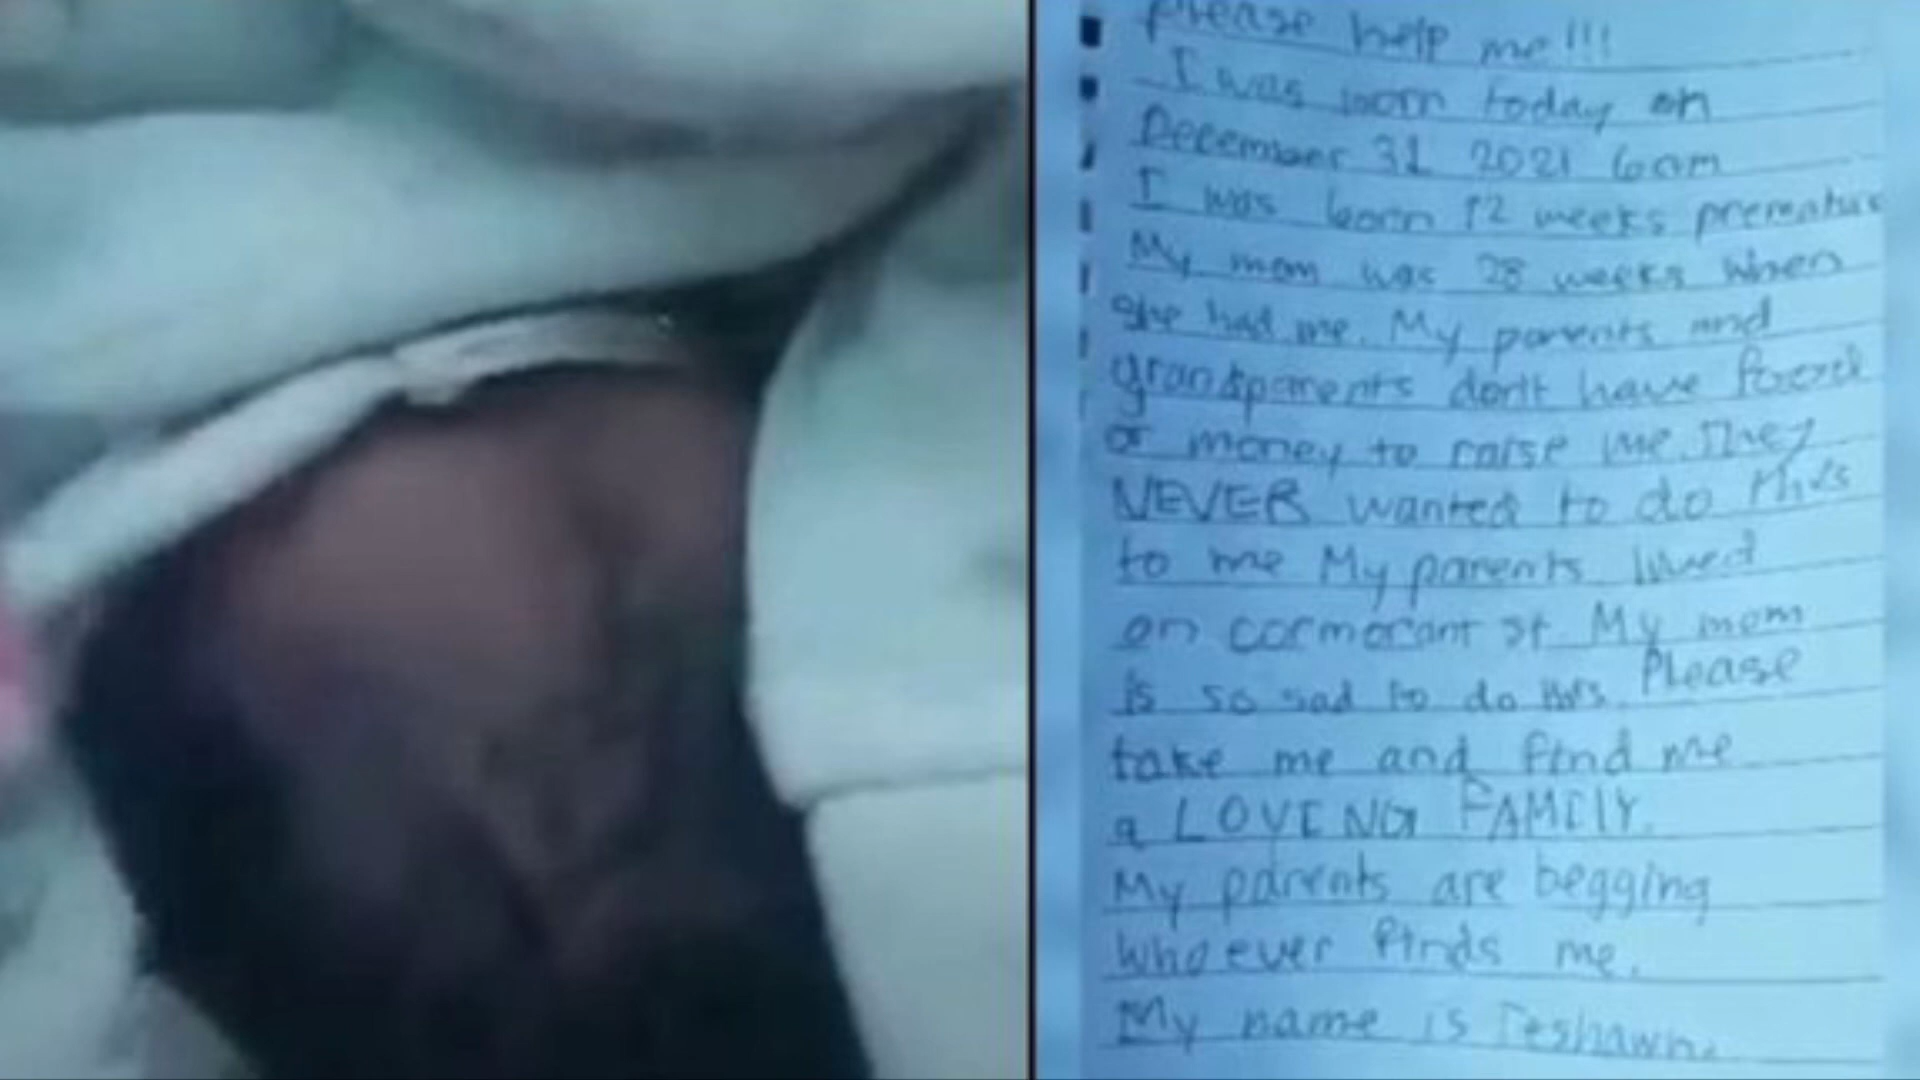 Please help me!!!
I was born today on
December 31 2021 6am
I was born 12 weeks premature
My mom was 28 weeks when
she had me. My parents and
grandparents don't have food
or money to raise me. They
NEVER wanted to do this
to me My parents lived
on cormorant st. My mom
is so sad to do this. Please
take me and find me
a LOVING FAMILY.
My parents are begging
whoever finds me.
My name is Teshawn.